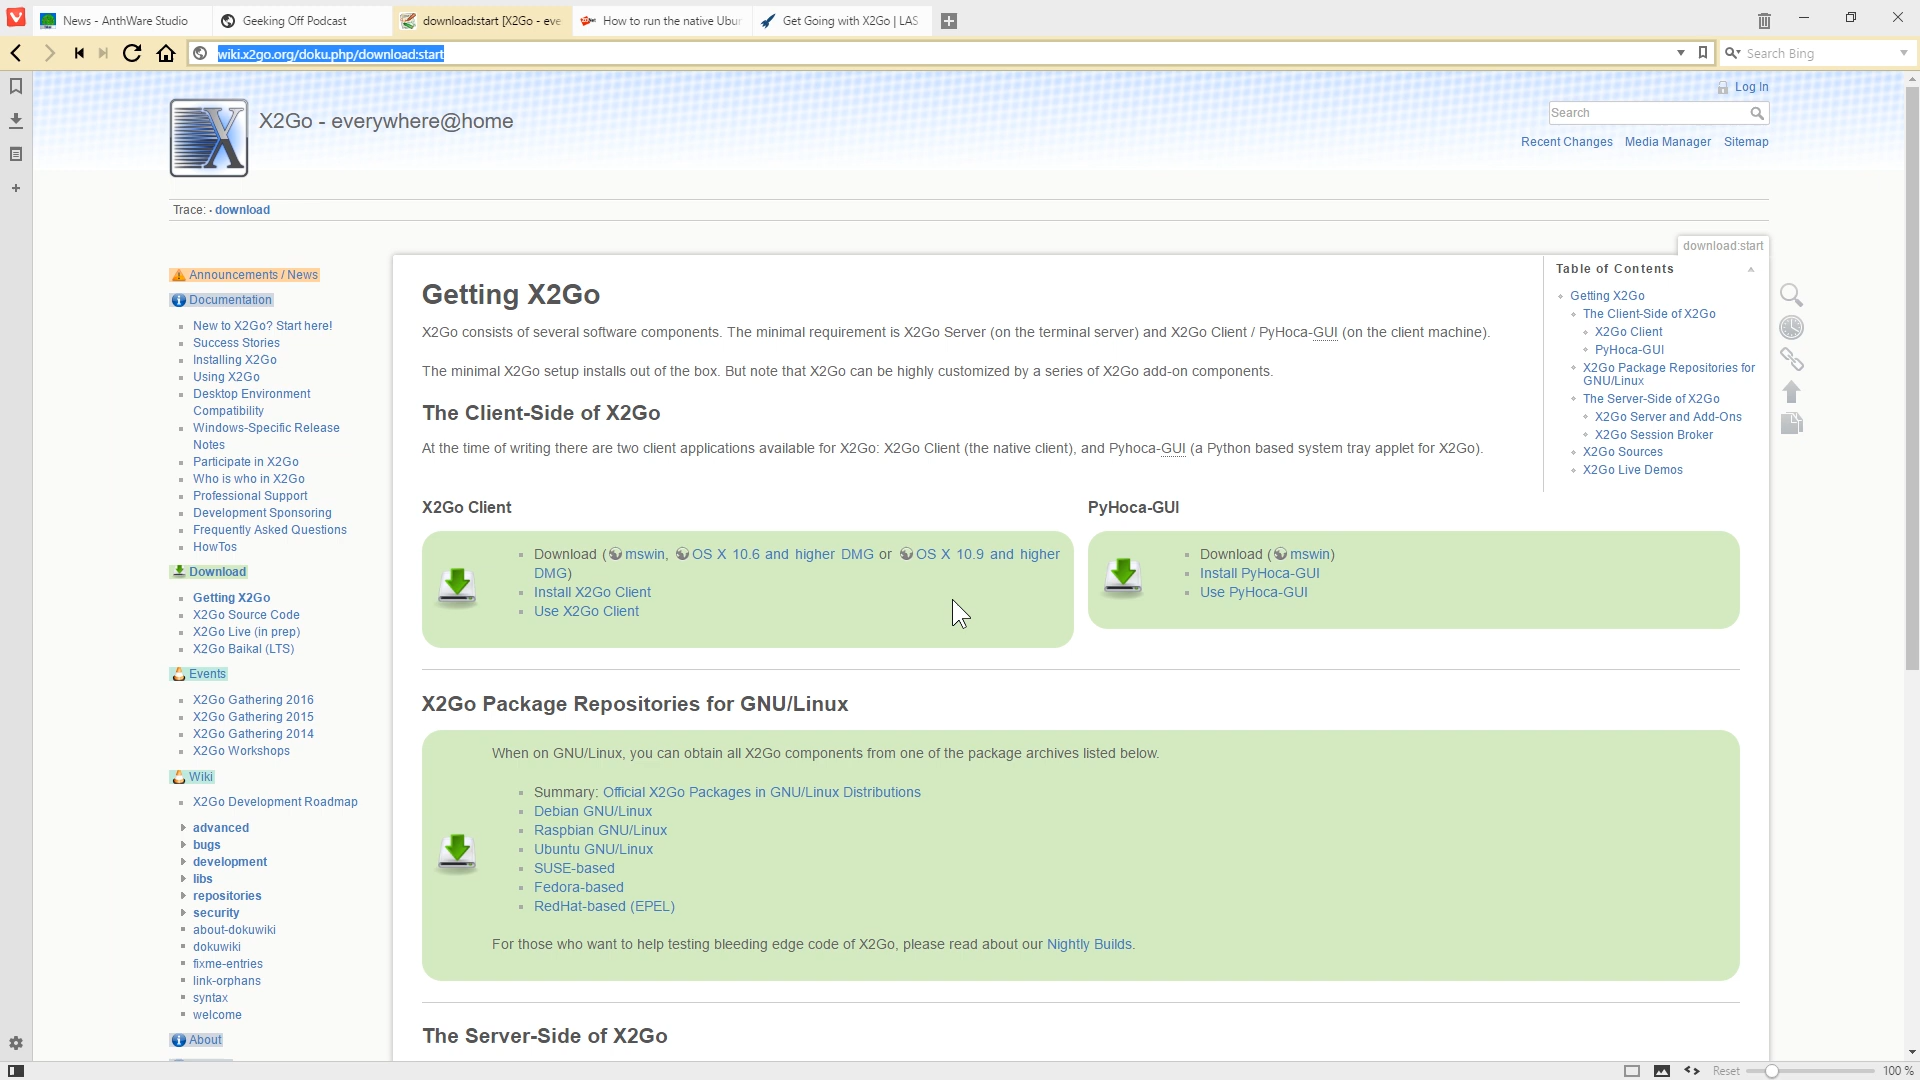 News - AnthWare Studio
Geeking Off Podcast
download:start [X2Go - eve
How to run the native Ubun
Get Going with X2Go | LAS
wiki.x2go.org/doku.php/download:start
Search Bing
Log In
X2Go - everywhere@home
Search
Recent Changes Media Manager Sitemap
Trace: • download
download:start
Announcements / News
Documentation
New to X2Go? Start here!
Success Stories
Installing X2Go
Using X2Go
Desktop Environment
Compatibility
Windows-Specific Release
Notes
Participate in X2Go
Who is who in X2Go
Professional Support
Development Sponsoring
Frequently Asked Questions
HowTos
Download
Getting X2Go
X2Go Source Code
X2Go Live (in prep)
X2Go Baikal (LTS)
Events
X2Go Gathering 2016
X2Go Gathering 2015
X2Go Gathering 2014
X2Go Workshops
Wiki
X2Go Development Roadmap
advanced
bugs
development
libs
repositories
security
about-dokuwiki
dokuwiki
fixme-entries
link-orphans
syntax
welcome
About
Getting X2Go
X2Go consists of several software components. The minimal requirement is X2Go Server (on the terminal server) and X2Go Client / PyHoca-GUI (on the client machine).
The minimal X2Go setup installs out of the box. But note that X2Go can be highly customized by a series of X2Go add-on components.
The Client-Side of X2Go
At the time of writing there are two client applications available for X2Go: X2Go Client (the native client), and Pyhoca-GUI (a Python based system tray applet for X2Go).
X2Go Client
Download (mswin, OS X 10.6 and higher DMG or OS X 10.9 and higher
DMG)
Install X2Go Client
Use X2Go Client
PyHoca-GUI
Download (mswin)
Install PyHoca-GUI
Use PyHoca-GUI
X2Go Package Repositories for GNU/Linux
When on GNU/Linux, you can obtain all X2Go components from one of the package archives listed below.
Summary: Official X2Go Packages in GNU/Linux Distributions
Debian GNU/Linux
Raspbian GNU/Linux
Ubuntu GNU/Linux
SUSE-based
Fedora-based
RedHat-based (EPEL)
For those who want to help testing bleeding edge code of X2Go, please read about our Nightly Builds.
The Server-Side of X2Go
Table of Contents
Getting X2Go
The Client-Side of X2Go
X2Go Client
PyHoca-GUI
X2Go Package Repositories for
GNU/Linux
The Server-Side of X2Go
X2Go Server and Add-Ons
X2Go Session Broker
X2Go Sources
X2Go Live Demos
Reset
100 %